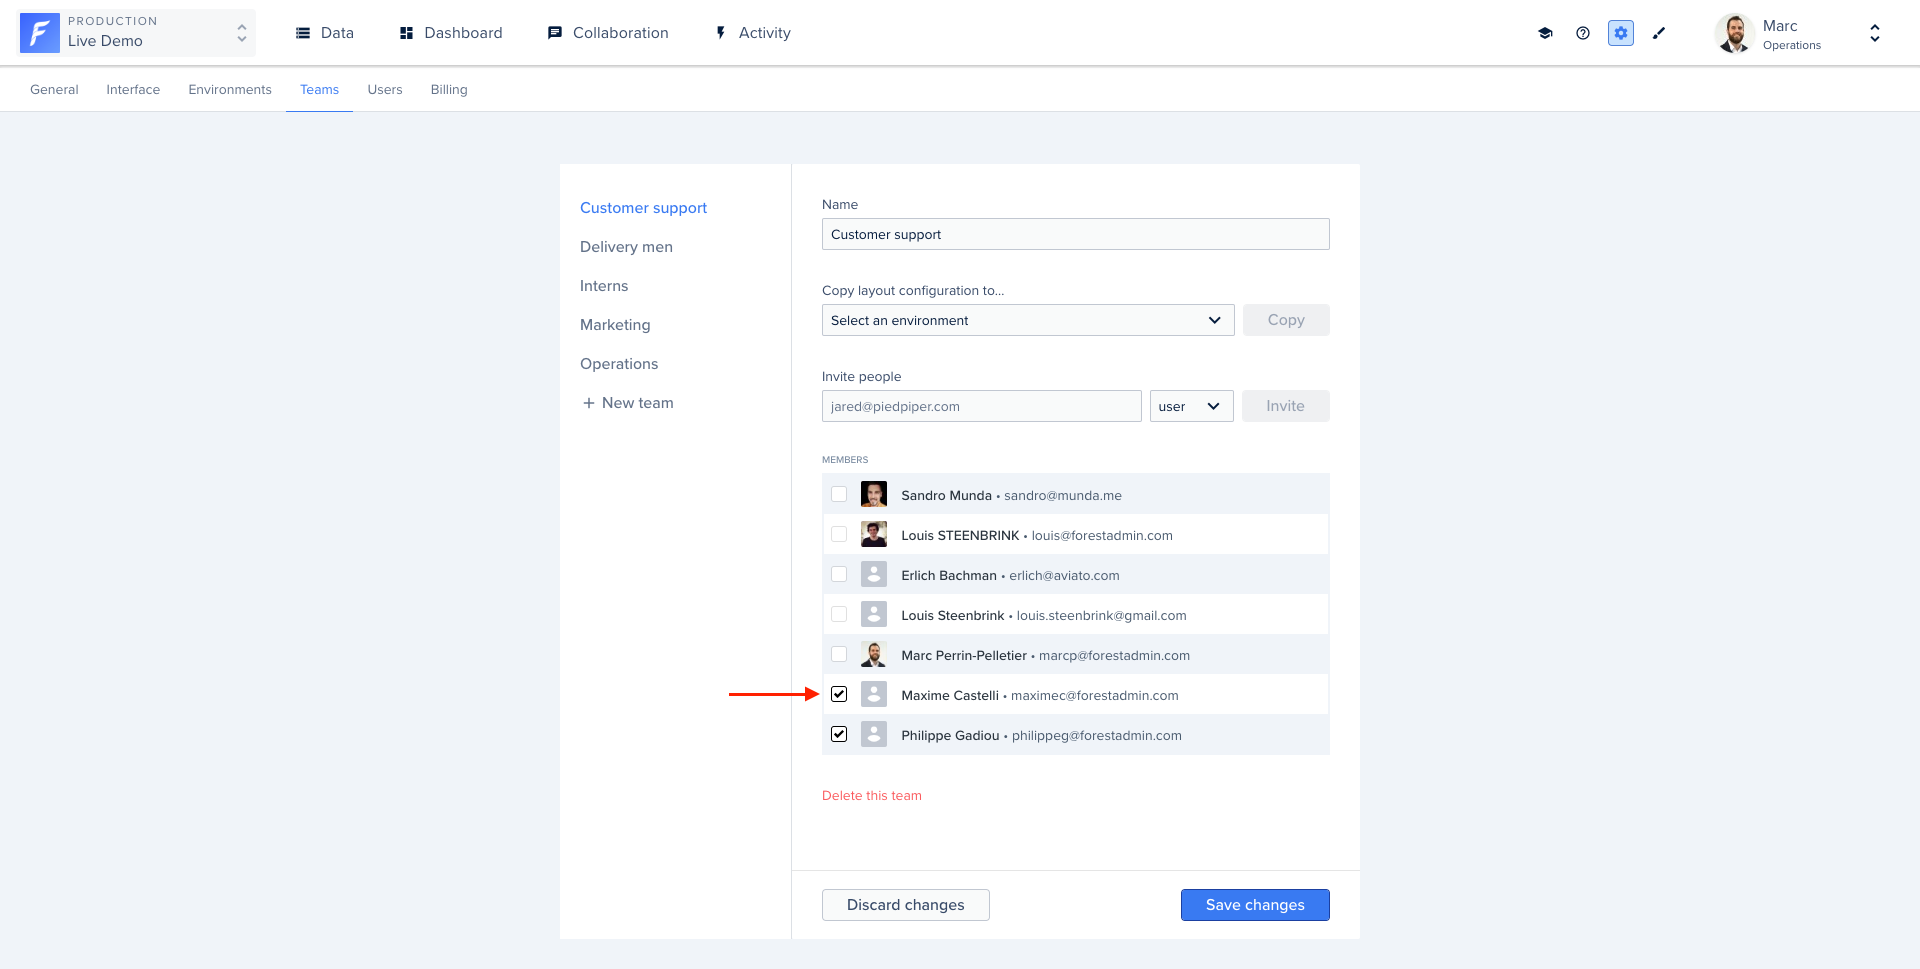 PRODUCTION
Live Demo
Data
Dashboard
Collaboration
Activity
Marc
Operations
General
Interface
Environments
Teams
Users
Billing
Customer support
Delivery men
Interns
Marketing
Operations
+ New team
Name
Customer support
Copy layout configuration to...
Select an environment
Copy
Invite people
jared@piedpiper.com
user
Invite
MEMBERS
Sandro Munda • sandro@munda.me
Louis STEENBRINK • louis@forestadmin.com
Erlich Bachman • erlich@aviato.com
Louis Steenbrink • louis.steenbrink@gmail.com
Marc Perrin-Pelletier • marcp@forestadmin.com
Maxime Castelli • maximec@forestadmin.com
Philippe Gadiou • philippeg@forestadmin.com
Delete this team
Discard changes
Save changes